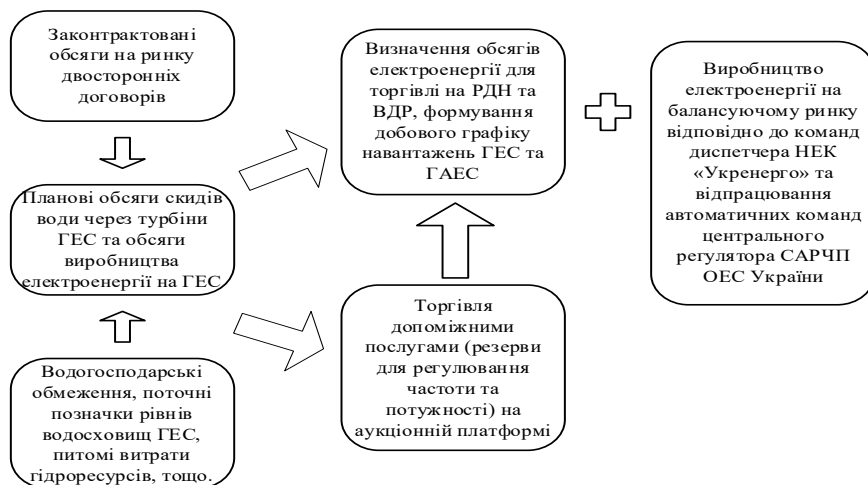 Законтрактовані
обсяги на ринку
двосторонніх
договорів
Планові обсяги скидів
води через турбіни
ГЕС та обсяги
виробництва
електроенергії на ГЕС
Водогосподарські
обмеження, поточні
позначки рівнів
водосховищ ГЕС,
питомі витрати
гідроресурсів, тощо.
Визначення обсягів
електроенергії для
торгівлі на РДН та
ВДР, формування
добового графіку
навантажень ГЕС та
ГАЕС
Торгівля
допоміжними
послугами (резерви
для регулювання
частоти та
потужності) на
аукціонній платформі
Виробництво
електроенергії на
балансуючому ринку
відповідно до команд
диспетчера НЕК
«Укренерго» та
відпрацювання
автоматичних команд
центрального
регулятора САРЧП
ОЕС України